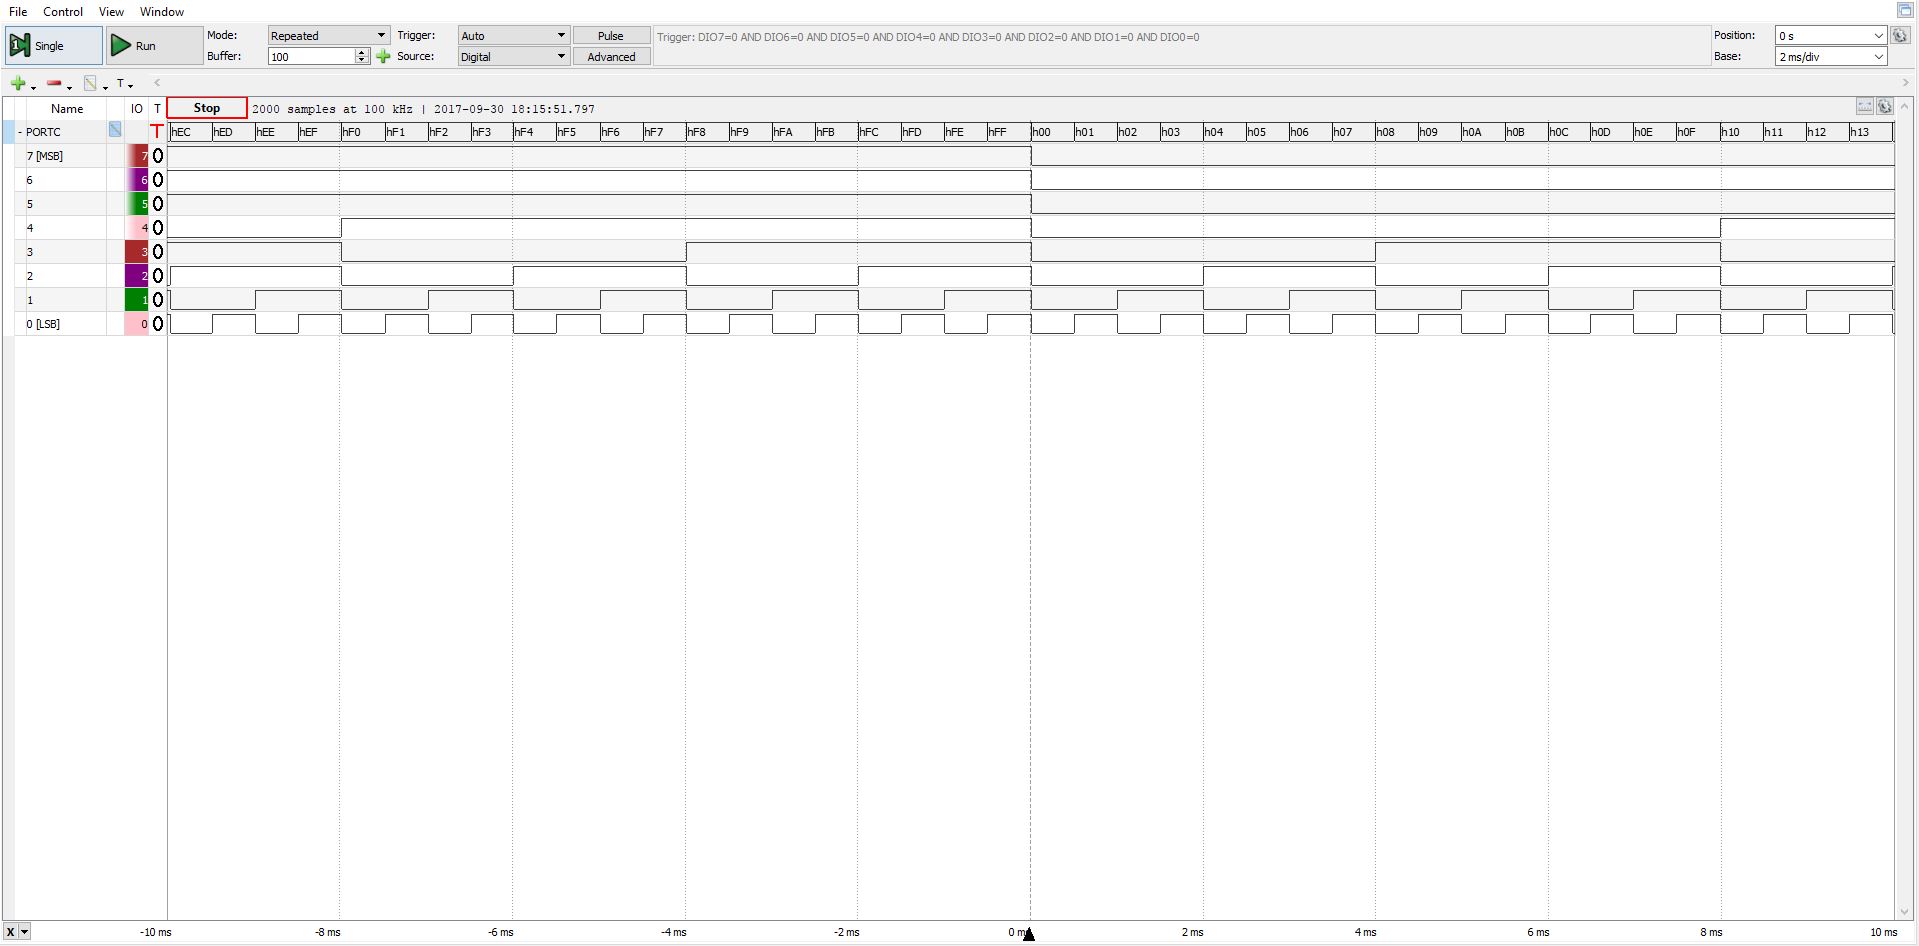 File Control View Window
Single Run Mode: Repeated Trigger: Auto Pulse Trigger: DIO7=0 AND DIO6=0 AND DIO5=0 AND DIO4=0 AND DIO3=0 AND DIO2=0 AND DIO1=0 AND DIO0=0 Position: 0 s
Buffer: 100 Source: Digital Advanced Base: 2 ms/div
T
Name IO T Stop 2000 samples at 100 kHz | 2017-09-30 18:15:51.797
- PORTC T hEC hED hEE hEF hF0 hF1 hF2 hF3 hF4 hF5 hF6 hF7 hF8 hF9 hFA hFB hFC hFD hFE hFF h00 h01 h02 h03 h04 h05 h06 h07 h08 h09 h0A h0B h0C h0D h0E h0F h10 h11 h12 h13
7 [MSB] 7 0
6 6 0
5 5 0
4 4 0
3 3 0
2 2 0
1 1 0
0 [LSB] 0 0
X -10 ms -8 ms -6 ms -4 ms -2 ms 0 ms 2 ms 4 ms 6 ms 8 ms 10 ms